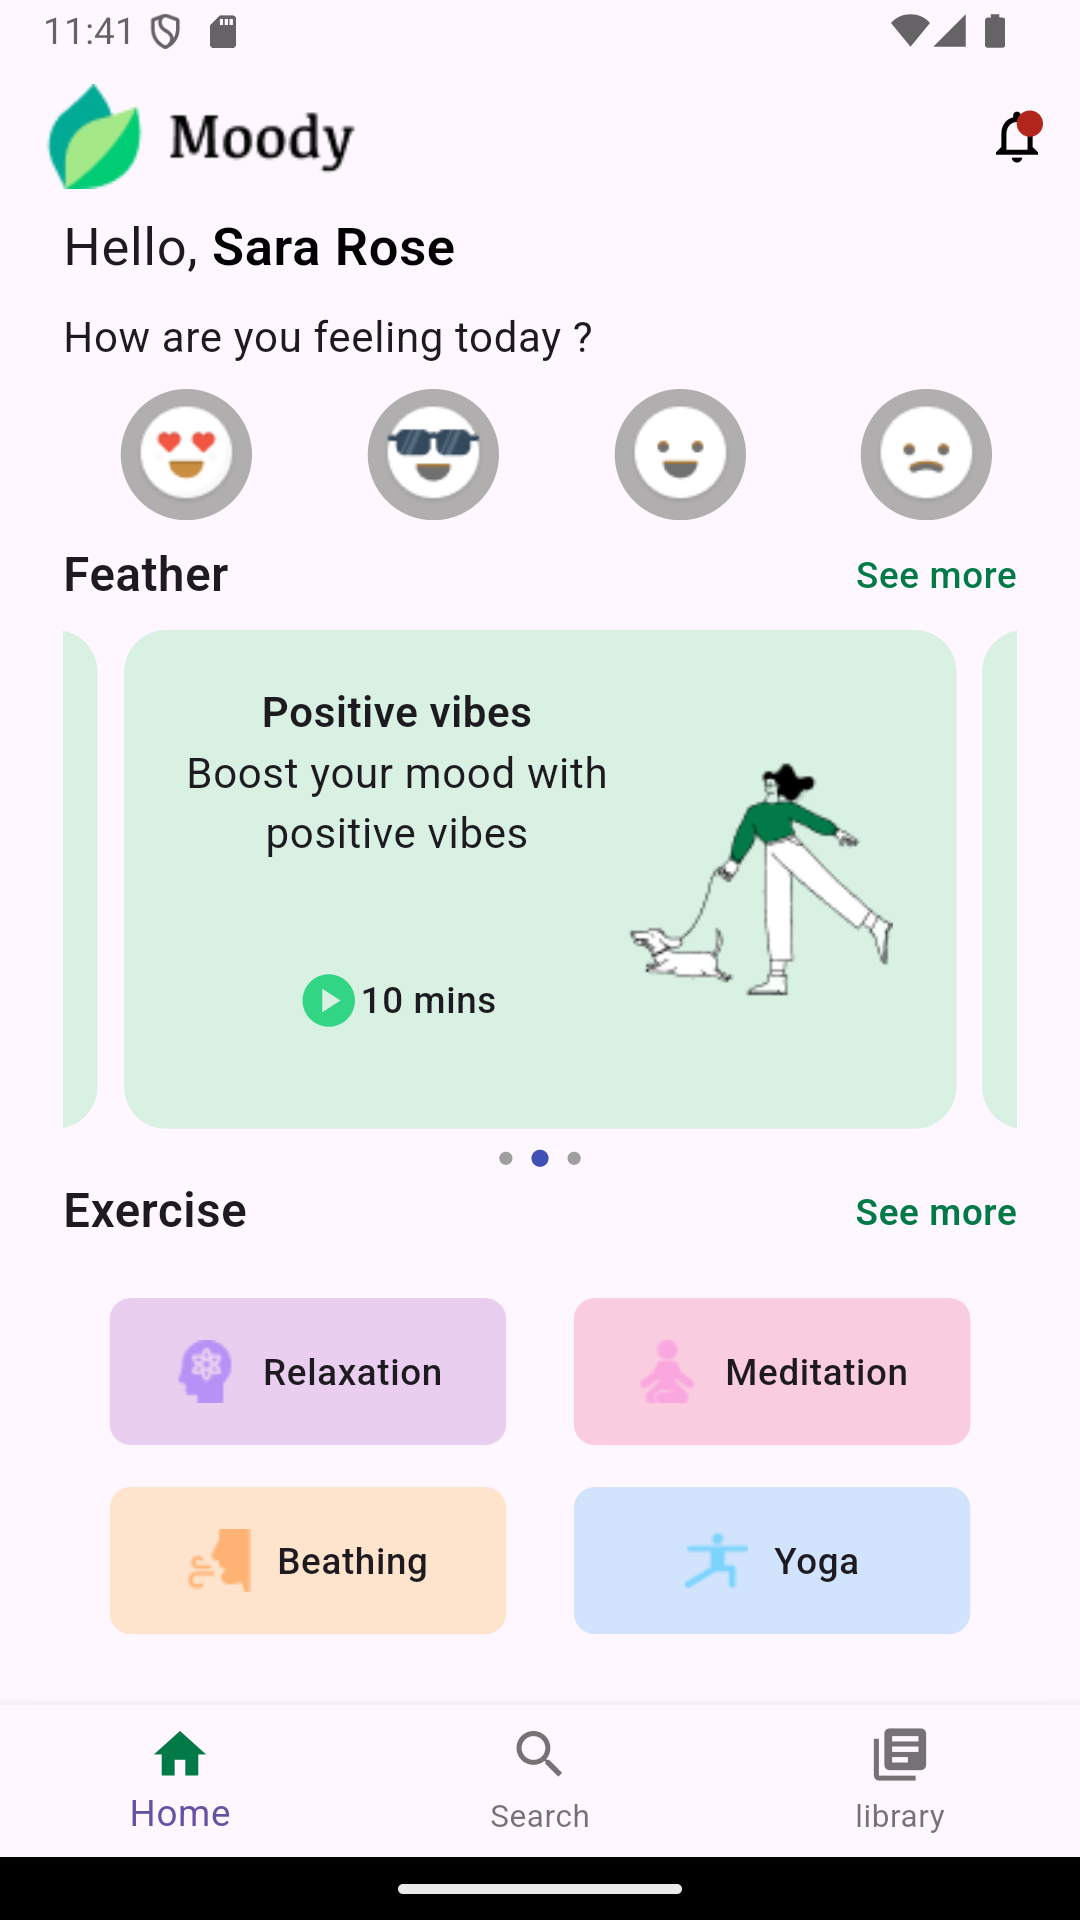 11:41
Moody
Hello, Sara Rose
How are you feeling today ?
Feather
See more
Positive vibes
Boost your mood with
positive vibes
10 mins
Exercise
See more
Relaxation
Meditation
Beathing
Yoga
Home
Search
library